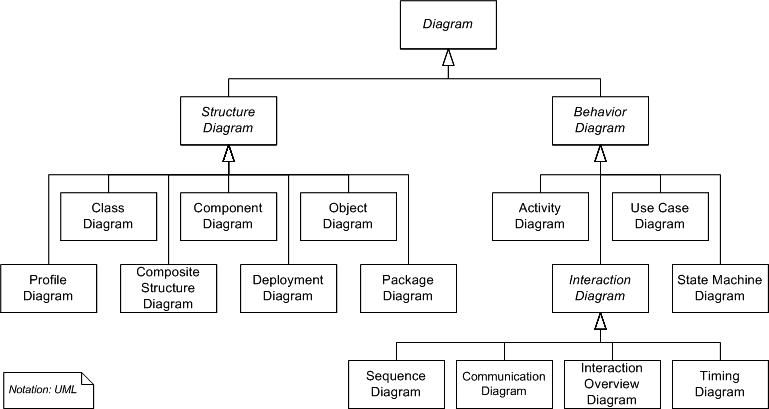 Diagram
Structure
Diagram
Behavior
Diagram
Class
Diagram
Component
Diagram
Object
Diagram
Activity
Diagram
Use Case
Diagram
Profile
Diagram
Composite
Structure
Diagram
Deployment
Diagram
Package
Diagram
Interaction
Diagram
State Machine
Diagram
Sequence
Diagram
Communication
Diagram
Interaction
Overview
Diagram
Timing
Diagram
Notation: UML